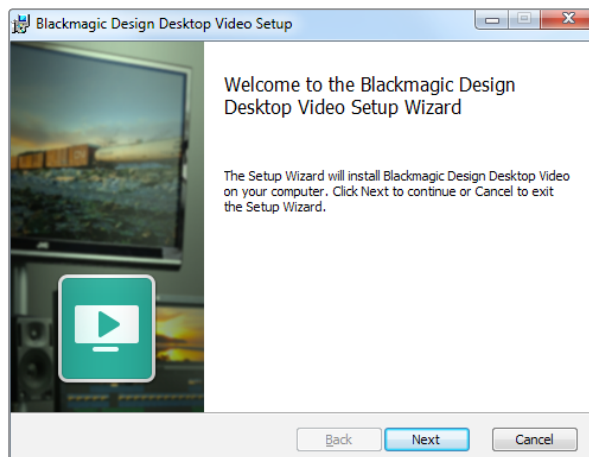 Blackmagic Design Desktop Video Setup
Welcome to the Blackmagic Design
Desktop Video Setup Wizard
The Setup Wizard will install Blackmagic Design Desktop Video
on your computer. Click Next to continue or Cancel to exit
the Setup Wizard.
JVC
Back
Next
Cancel